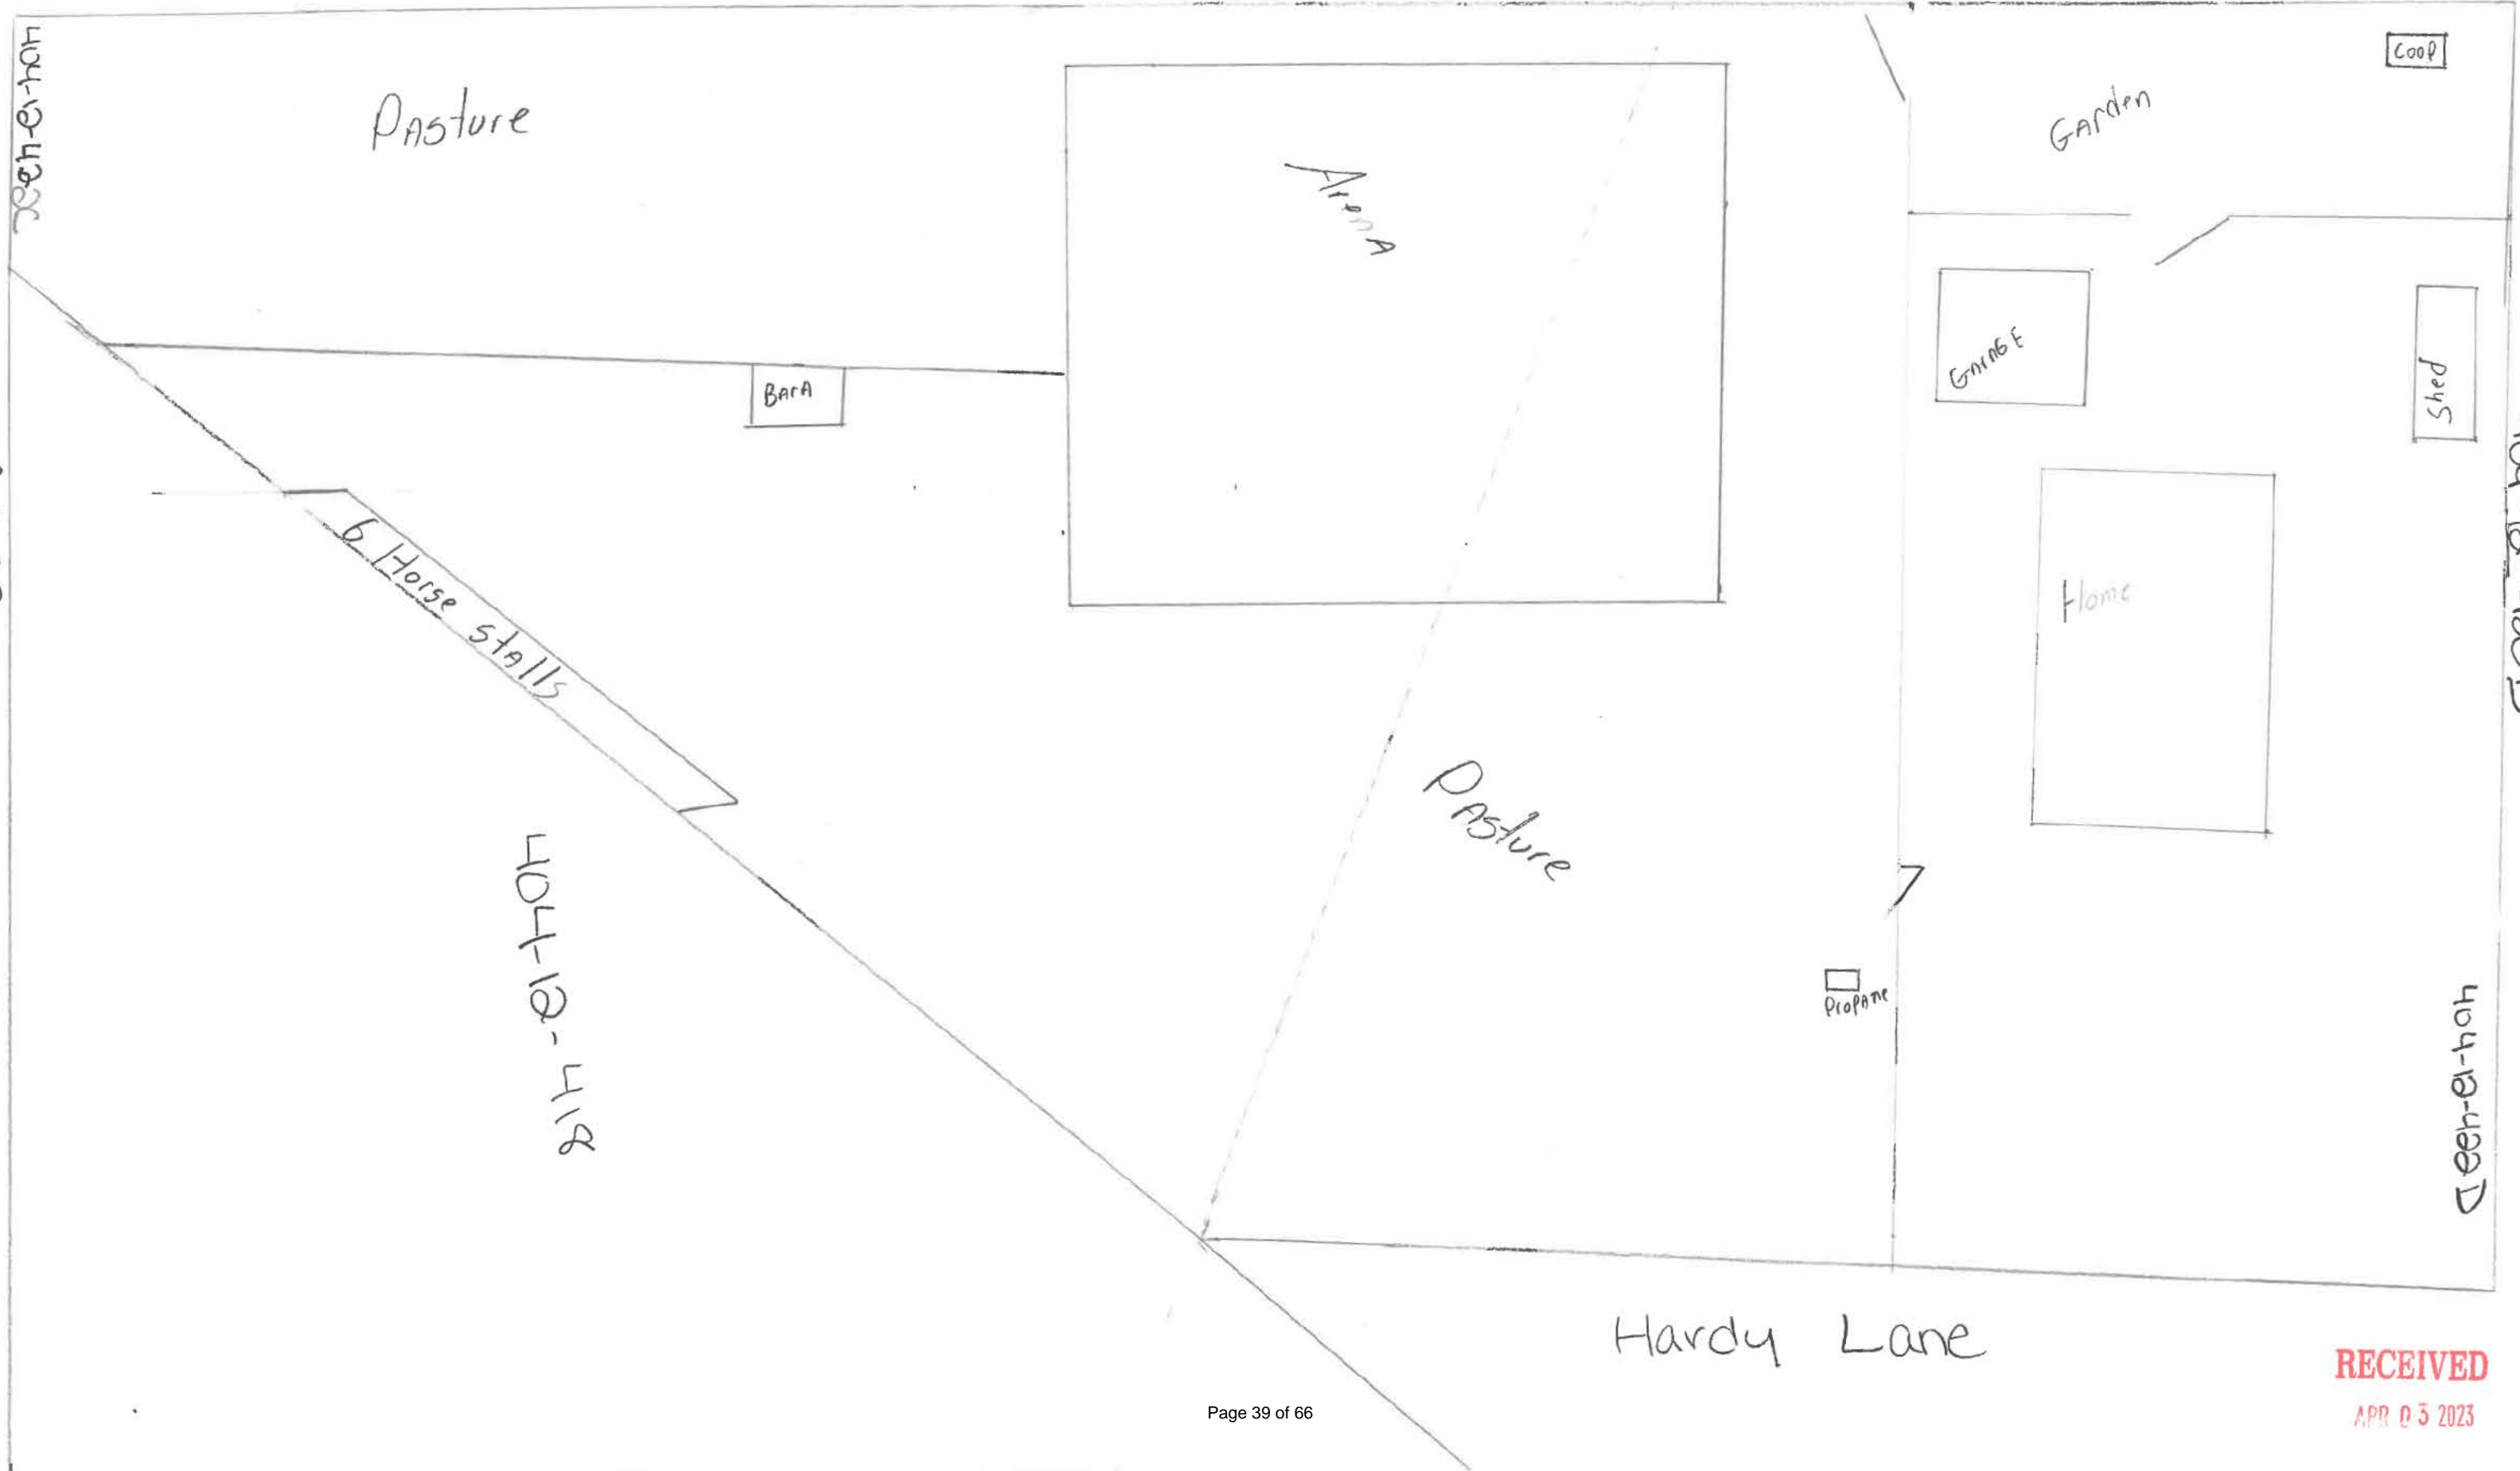 Coop
Pasture
Garden
Arena
Garage
Barn
Shed
6 Horse stalls
Home
Pasture
Propane
Hardy Lane
RECEIVED
APR 03 2023
Page 39 of 66